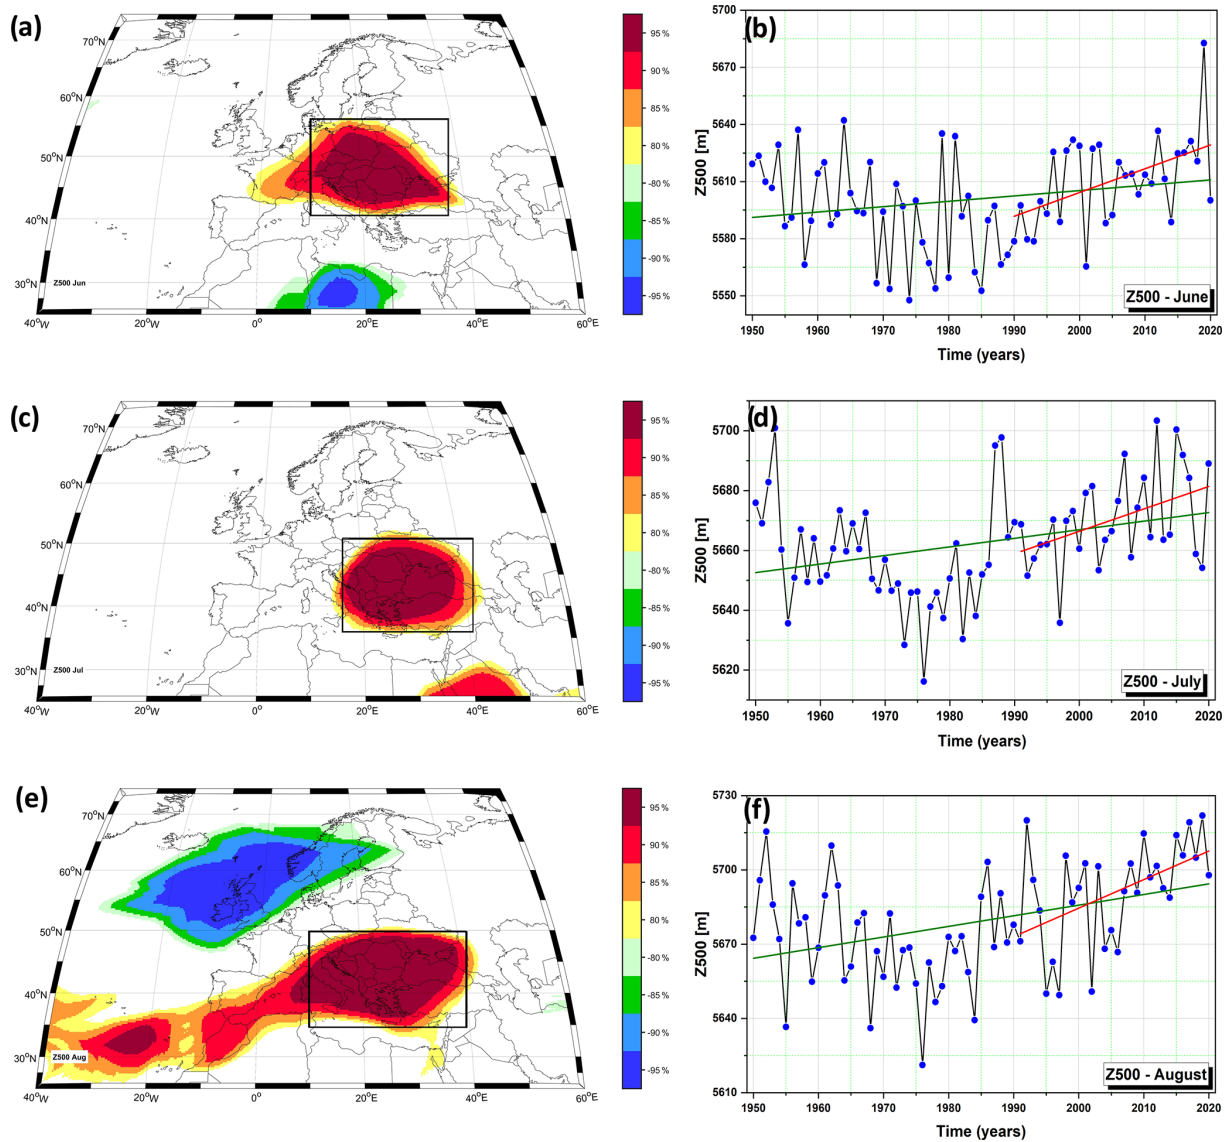 (a)
70°N
60°N
50°N
40°N
30°N
Z500 Jun
40°W
20°W
0°
20°E
40°E
60°E
95%
90%
85%
80%
-80%
-85%
-90%
-95%
(b)
Z500 [m]
5700
5670
5640
5610
5580
5550
Z500 - June
1950
1960
1970
1980
1990
2000
2010
2020
Time (years)
(c)
70°N
60°N
50°N
40°N
30°N
Z500 Jul
40°W
20°W
0°
20°E
40°E
60°E
95%
90%
85%
80%
-80%
-85%
-90%
-95%
(d)
Z500 [m]
5700
5680
5660
5640
5620
Z500 - July
1950
1960
1970
1980
1990
2000
2010
2020
Time (years)
(e)
70°N
60°N
50°N
40°N
30°N
Z500 Aug
40°W
20°W
0°
20°E
40°E
60°E
95%
90%
85%
80%
-80%
-85%
-90%
-95%
(f)
Z500 [m]
5730
5700
5670
5640
5610
Z500 - August
1950
1960
1970
1980
1990
2000
2010
2020
Time (years)